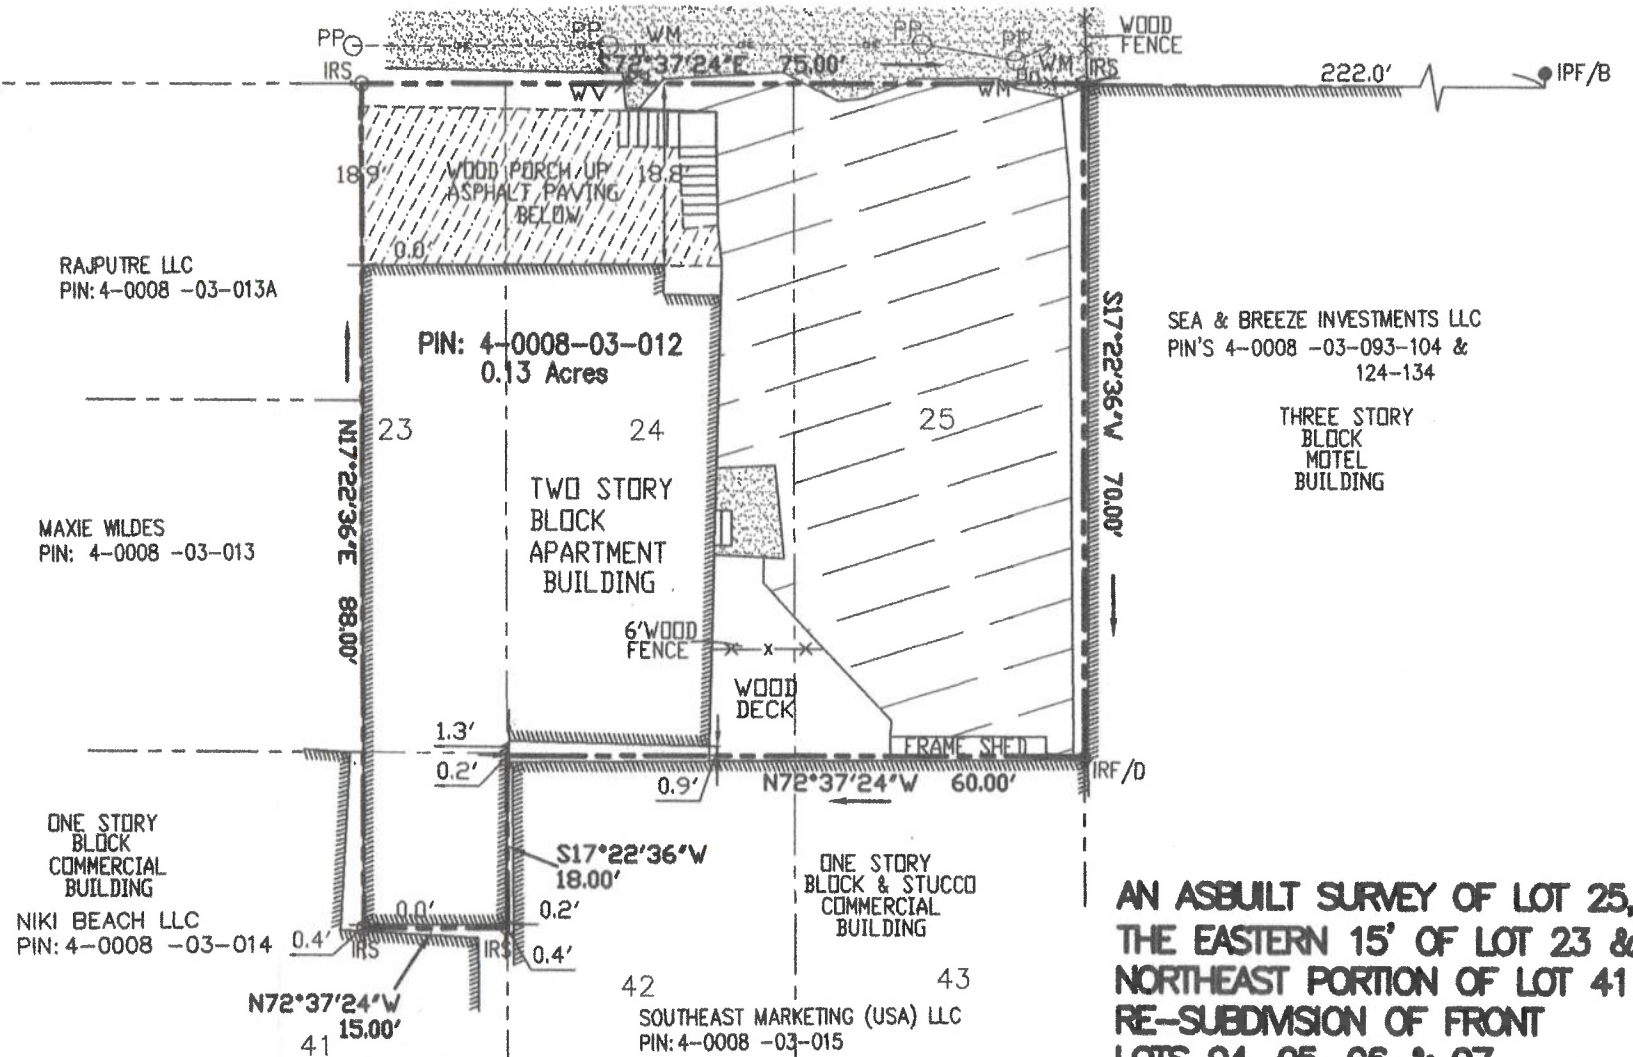 PP
PP
WM
PP
PP
WOOD
FENCE
S72°37'24"E 75.00'
WM
IRS
IRS
WV
WM
222.0'
IPF/B
18.9'
WOOD PORCH UP
ASPHALT PAVING
BELOW
18.8'
0.0'
RAJPUTRE LLC
PIN: 4-0008 -03-013A
PIN: 4-0008-03-012
0.13 Acres
S17°22'36"W 70.00'
SEA & BREEZE INVESTMENTS LLC
PIN'S 4-0008 -03-093-104 &
124-134
THREE STORY
BLOCK
MOTEL
BUILDING
23
24
25
N17°22'36"E 88.00'
TWO STORY
BLOCK
APARTMENT
BUILDING
MAXIE WILDES
PIN: 4-0008 -03-013
6'WOOD
FENCE
X
X
X
WOOD
DECK
1.3'
0.2'
0.9'
FRAME SHED
N72°37'24"W 60.00'
IRF/D
ONE STORY
BLOCK
COMMERCIAL
BUILDING
NIKI BEACH LLC
PIN: 4-0008 -03-014
S17°22'36"W
18.00'
ONE STORY
BLOCK & STUCCO
COMMERCIAL
BUILDING
0.0'
0.2'
0.4'
IRS
IRS
0.4'
N72°37'24"W
15.00'
41
42
43
SOUTHEAST MARKETING (USA) LLC
PIN: 4-0008 -03-015
AN ASBUILT SURVEY OF LOT 25,
THE EASTERN 15' OF LOT 23 &
NORTHEAST PORTION OF LOT 41
RE-SUBDIVISION OF FRONT
LOTS 94, 95, 96 & 97